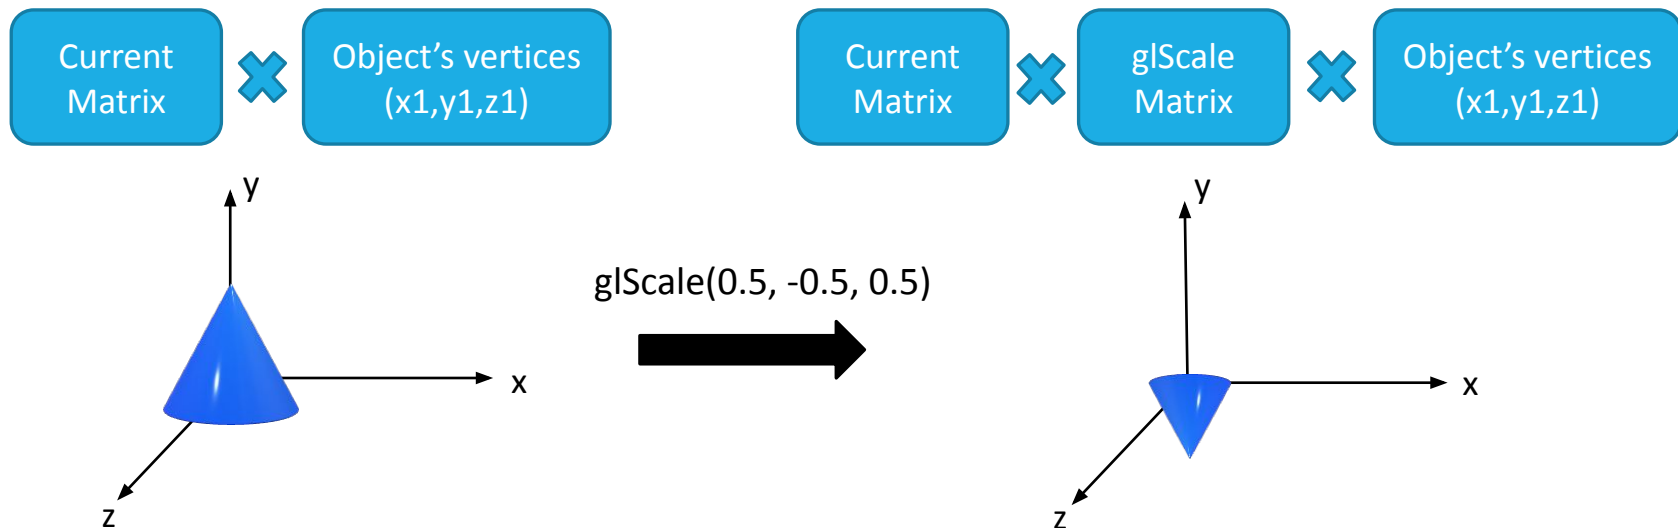 Current
Matrix
Object’s vertices
(x1,y1,z1)
Current
Matrix
glScale
Matrix
Object’s vertices
(x1,y1,z1)
y
x
z
glScale(0.5, -0.5, 0.5)
y
x
z